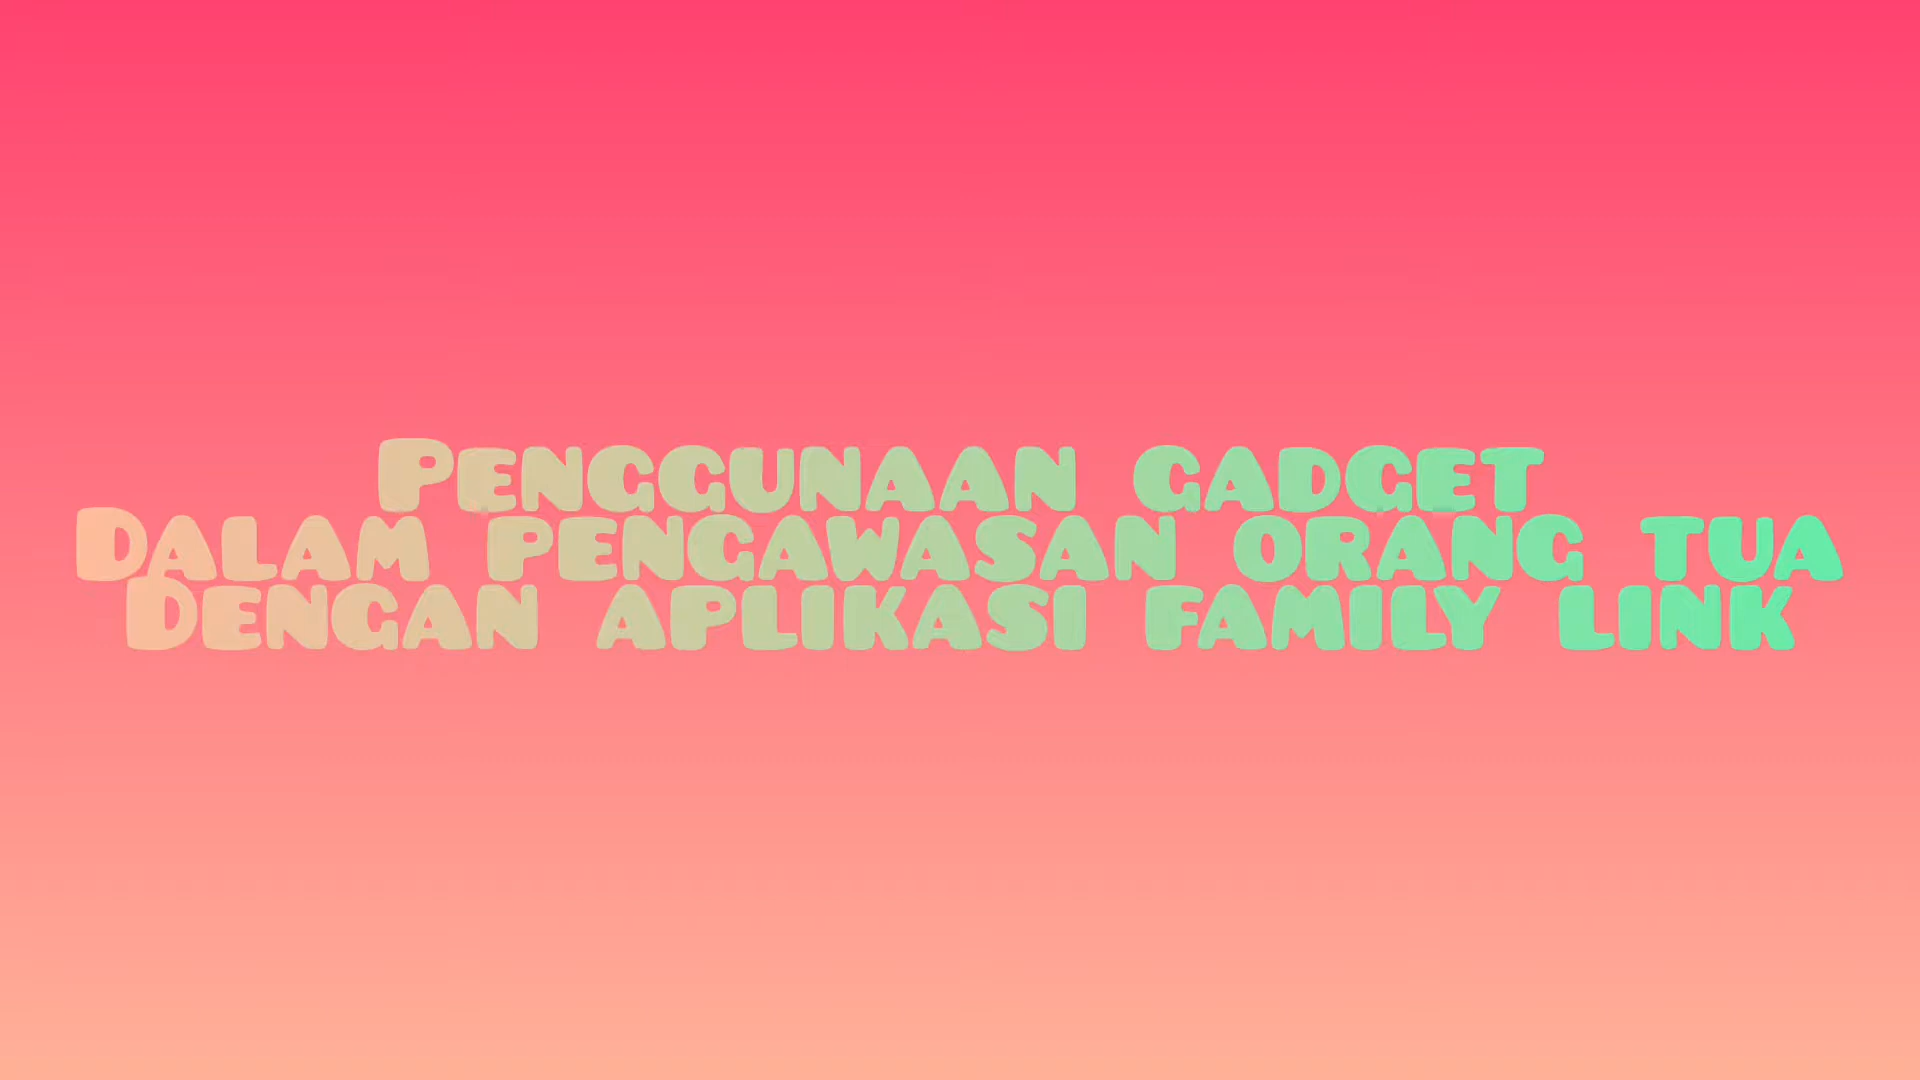 Penggunaan gadget
Dalam pengawasan orang tua
Dengan aplikasi family link